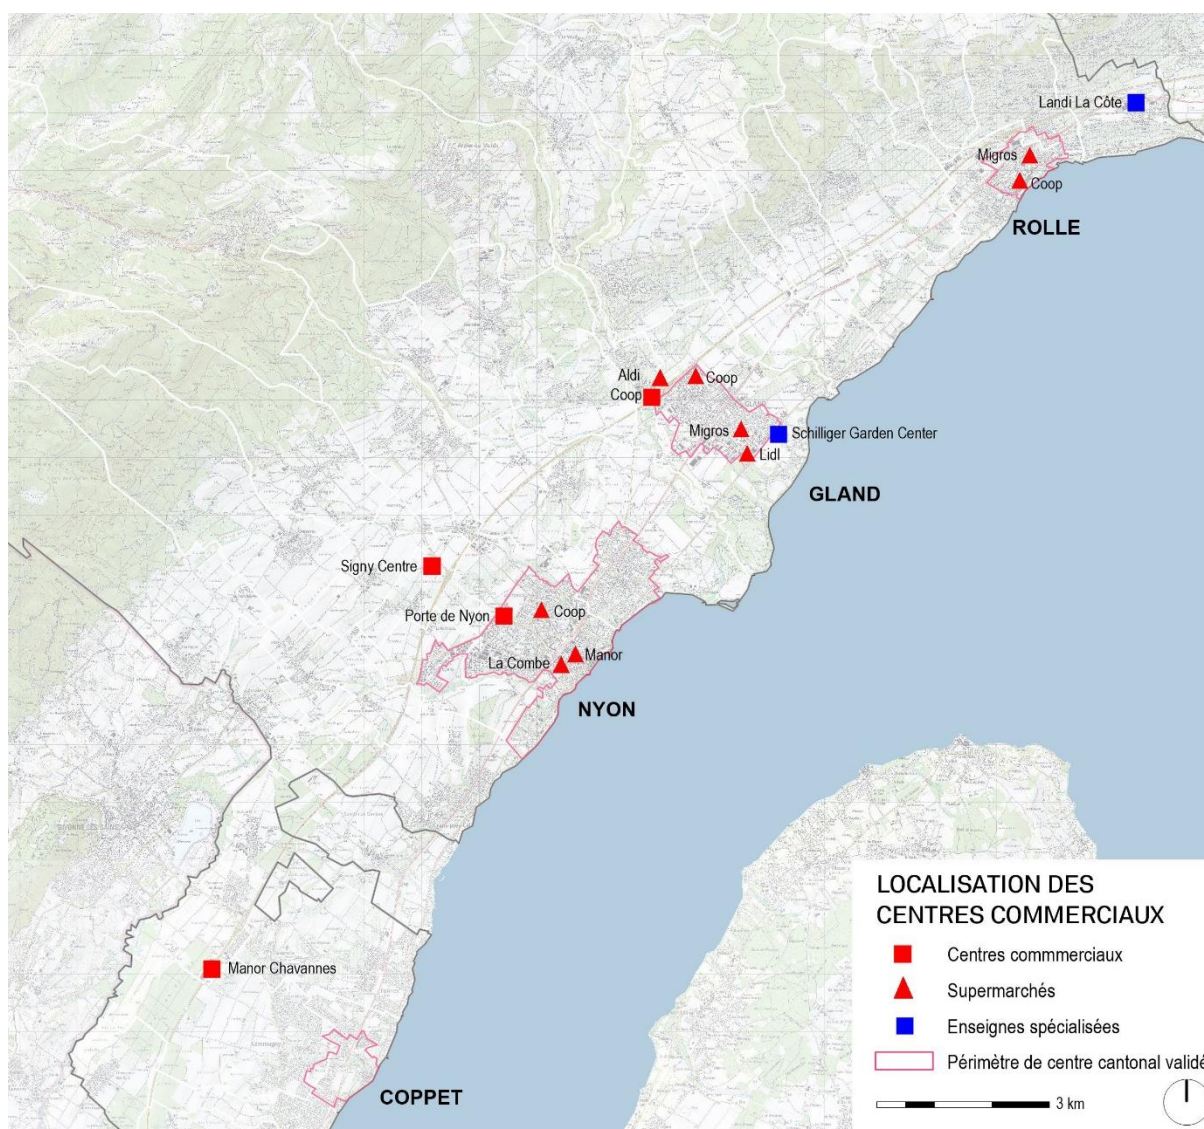 Landi La Côte
Migros
Coop
ROLLE
Aldi
Coop
Coop
Migros
Schilliger Garden Center
Lidl
GLAND
Signy Centre
Porte de Nyon
Coop
La Combe
Manor
NYON
Manor Chavannes
COPPET
LOCALISATION DES
CENTRES COMMERCIAUX
Centres commmerciaux
Supermarchés
Enseignes spécialisées
Périmètre de centre cantonal validé
3 km